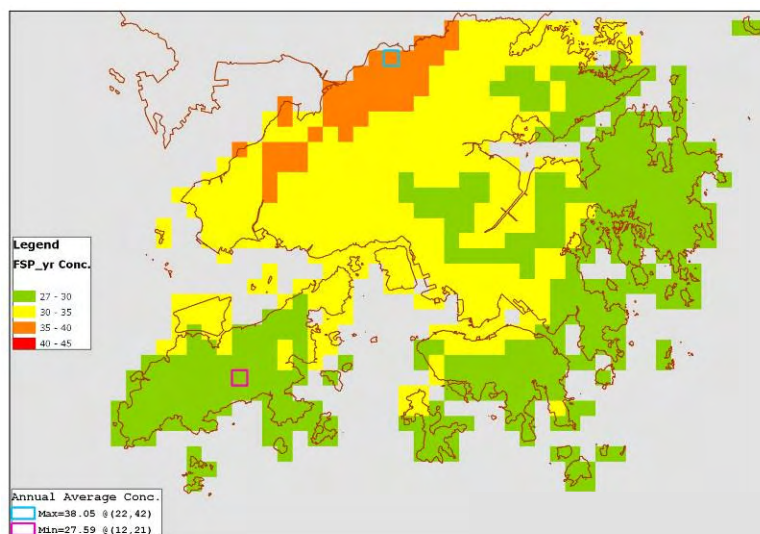 Legend
FSP_yr Conc.
27 - 30
30 - 35
35 - 40
40 - 45
Annual Average Conc.
Max=38.05 @(22,42)
Min=27.59 @(12,21)